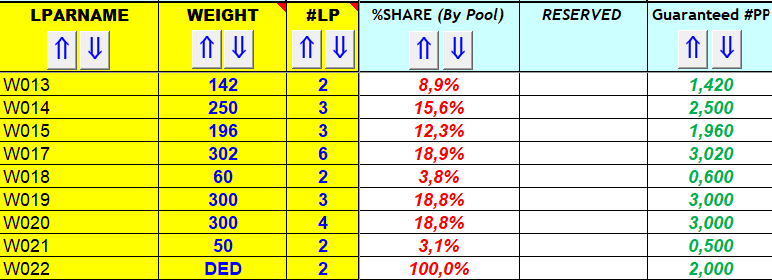 LPARNAME WEIGHT #LP %SHARE (By Pool) RESERVED Guaranteed #PP
W013 142 2 8,9% 1,420
W014 250 3 15,6% 2,500
W015 196 3 12,3% 1,960
W017 302 6 18,9% 3,020
W018 60 2 3,8% 0,600
W019 300 3 18,8% 3,000
W020 300 4 18,8% 3,000
W021 50 2 3,1% 0,500
W022 DED 2 100,0% 2,000